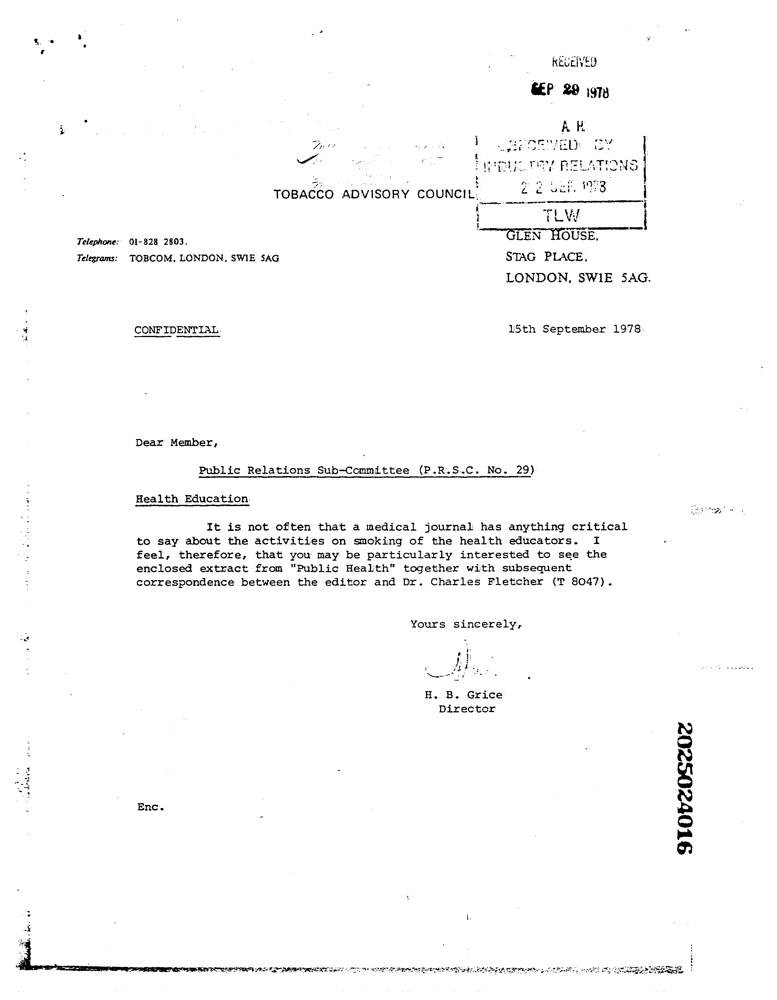 RECEIVED
SEP 29 1978
A. H.
RECEIVED BY
INDUSTRY RELATIONS
22 SEP. 1978
TLW
TOBACCO ADVISORY COUNCIL
GLEN HOUSE,
STAG PLACE,
LONDON, SW1E 5AG.
Telephone: 01-828 2803.
Telegrams: TOBCOM, LONDON, SW1E 5AG
CONFIDENTIAL
15th September 1978
Dear Member,
Public Relations Sub-Committee (P.R.S.C. No. 29)
Health Education
It is not often that a medical journal has anything critical
to say about the activities on smoking of the health educators. I
feel, therefore, that you may be particularly interested to see the
enclosed extract from "Public Health" together with subsequent
correspondence between the editor and Dr. Charles Fletcher (T 8047).
Yours sincerely,
H. B. Grice
Director
Enc.
2025024016